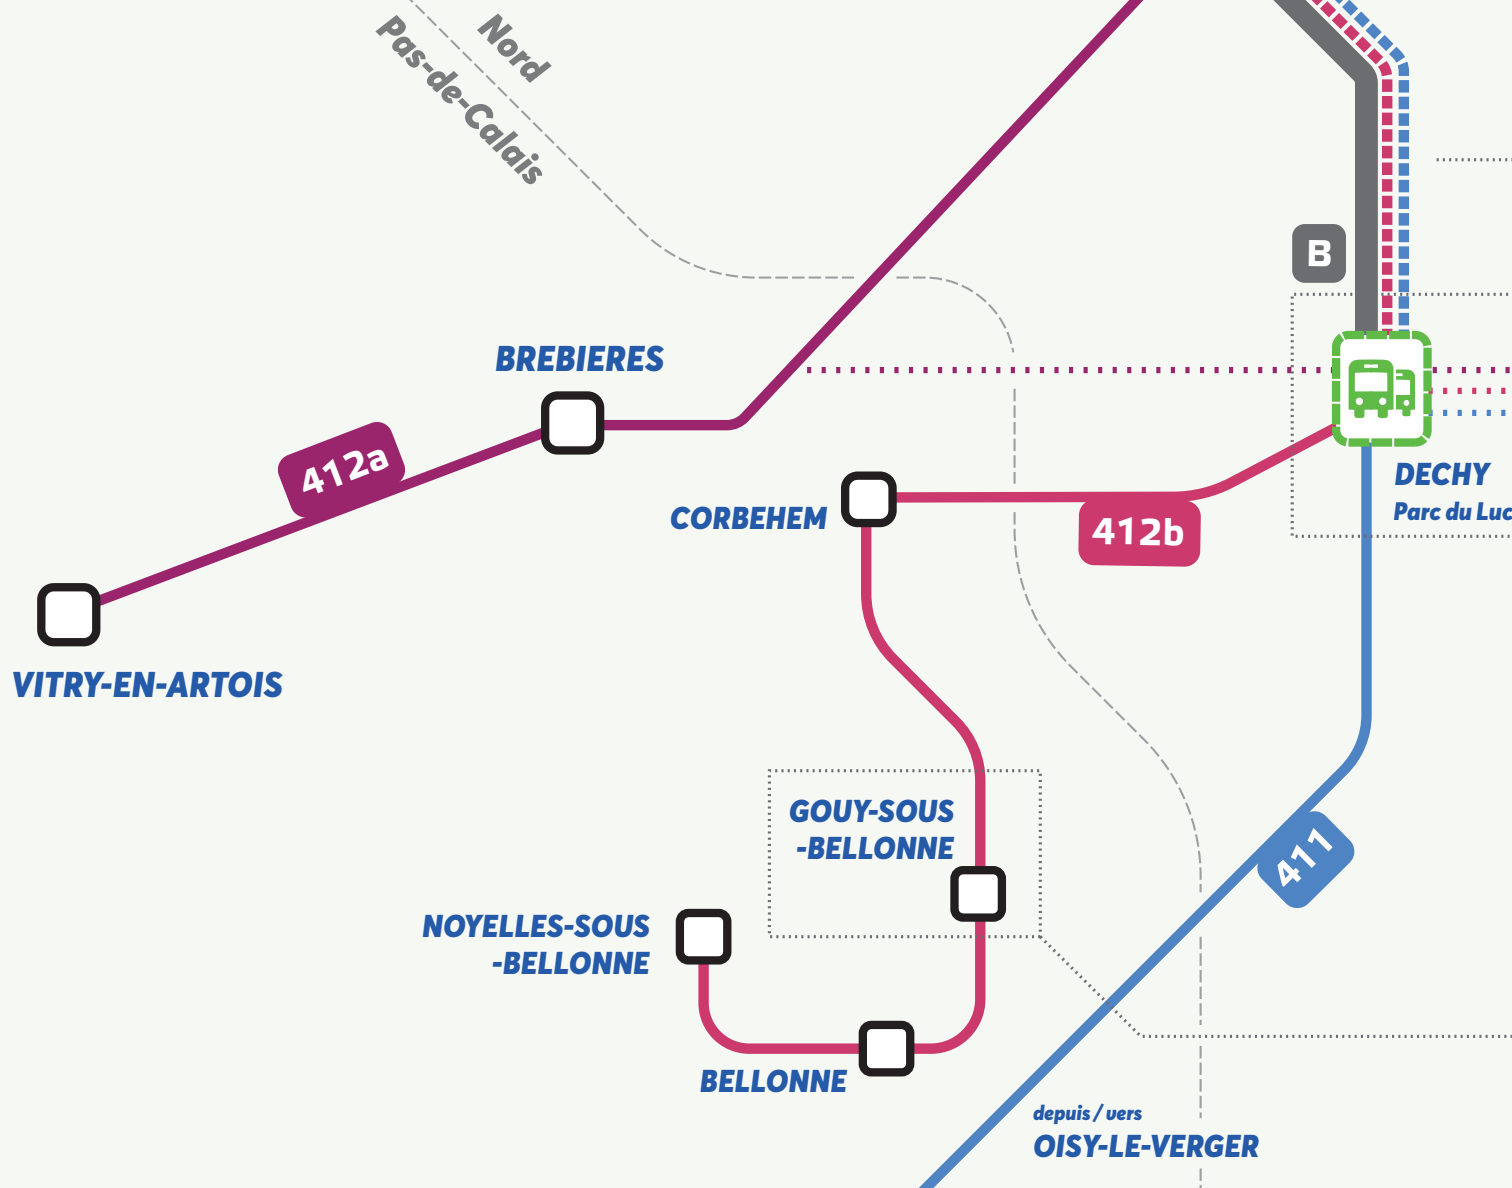 Nord
Pas-de-Calais
B
BREBIERES
412a
DECHY
Parc du Luc
CORBEHEM
412b
VITRY-EN-ARTOIS
GOUY-SOUS
-BELLONNE
411
NOYELLES-SOUS
-BELLONNE
BELLONNE
depuis / vers
OISY-LE-VERGER